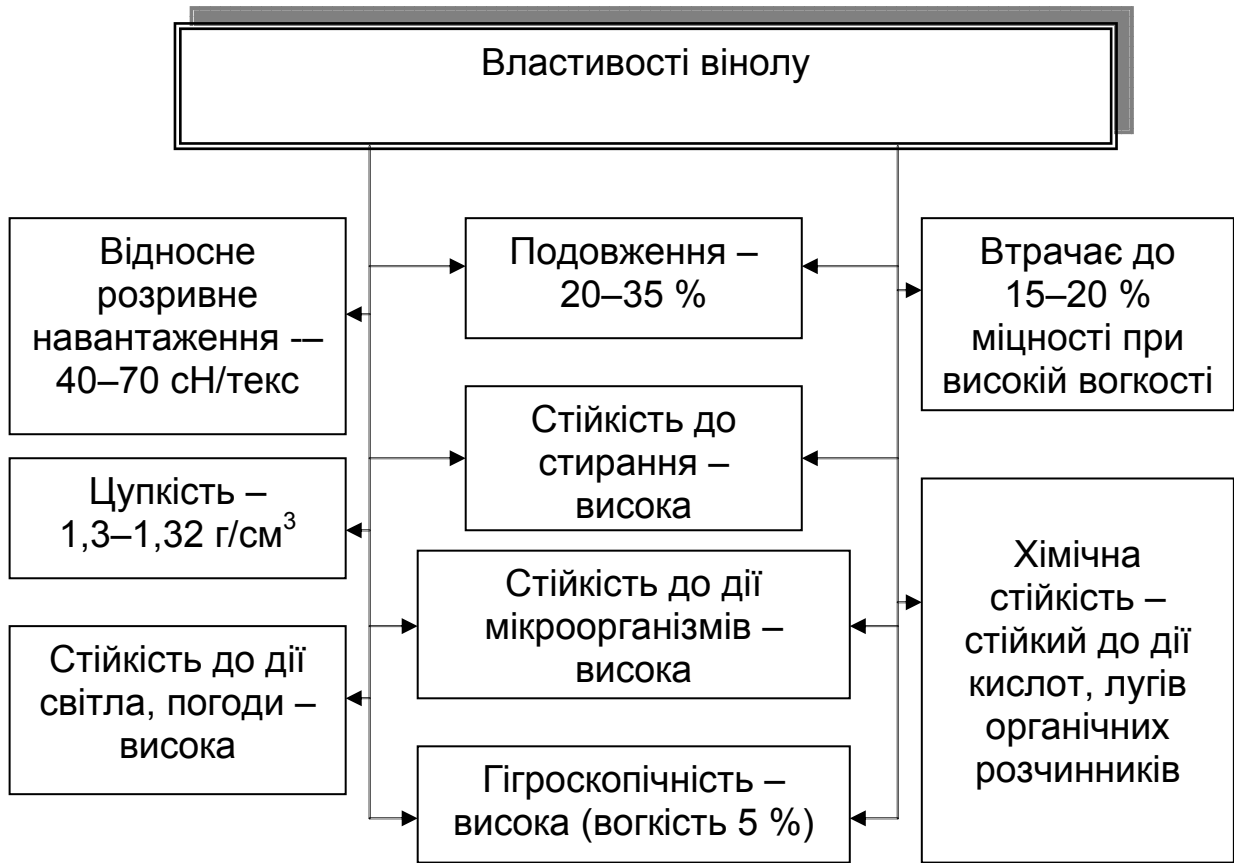 Властивості вінолу
Відносне
розривне
навантаження -–
40–70 сН/текс
Подовження –
20–35 %
Втрачає до
15–20 %
міцності при
високій вогкості
Стійкість до
стирання –
висока
Цупкість –
1,3–1,32 г/см³
Стійкість до дії
мікроорганізмів –
висока
Хімічна
стійкість –
стійкий до дії
кислот, лугів
органічних
розчинників
Стійкість до дії
світла, погоди –
висока
Гігроскопічність –
висока (вогкість 5 %)